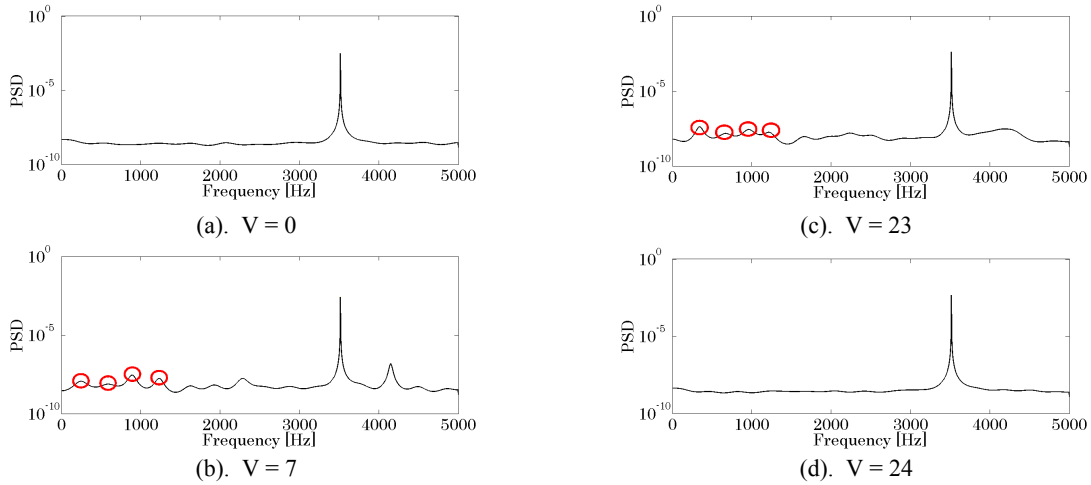 10^0
PSD
10^-5
10^-10
0 1000 2000 3000 4000 5000
Frequency [Hz]
(a). V = 0
10^0
PSD
10^-5
10^-10
0 1000 2000 3000 4000 5000
Frequency [Hz]
(b). V = 7
10^0
PSD
10^-5
10^-10
0 1000 2000 3000 4000 5000
Frequency [Hz]
(c). V = 23
10^0
PSD
10^-5
10^-10
0 1000 2000 3000 4000 5000
Frequency [Hz]
(d). V = 24